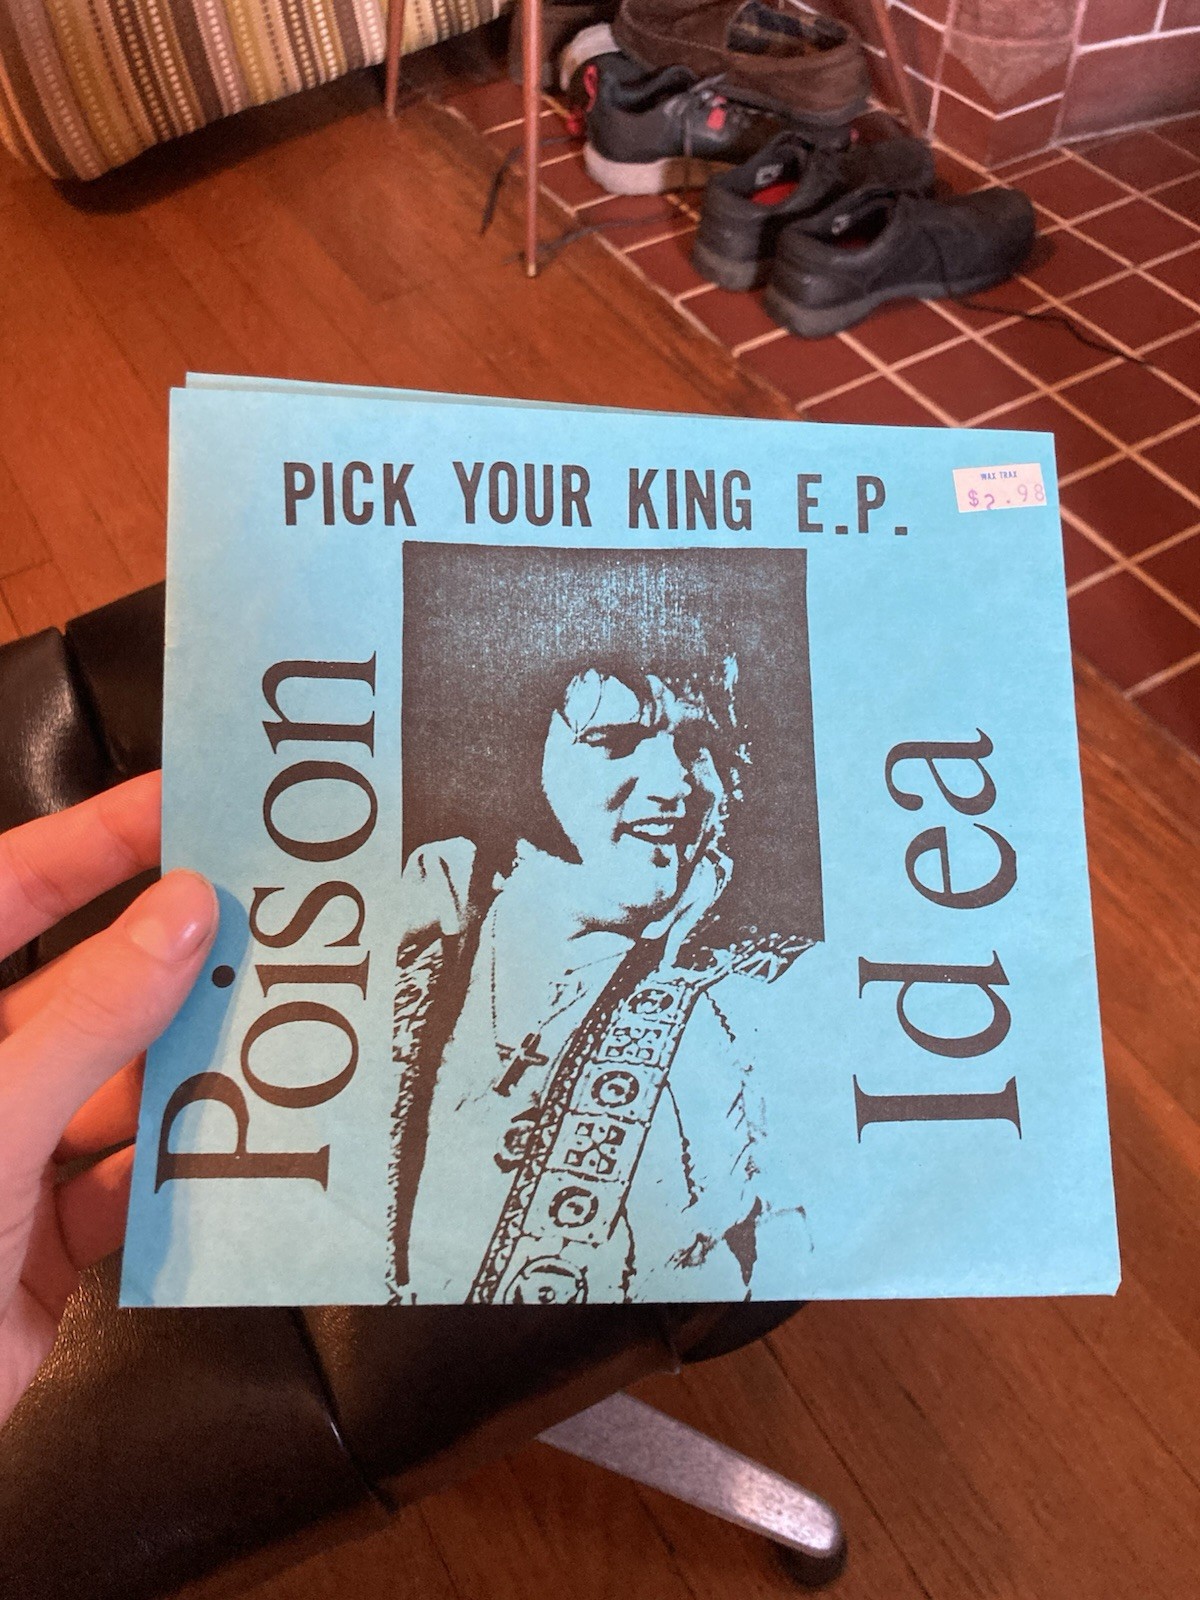 PICK YOUR KING E.P.
WAX TRAX
$2.98
Poison
Idea